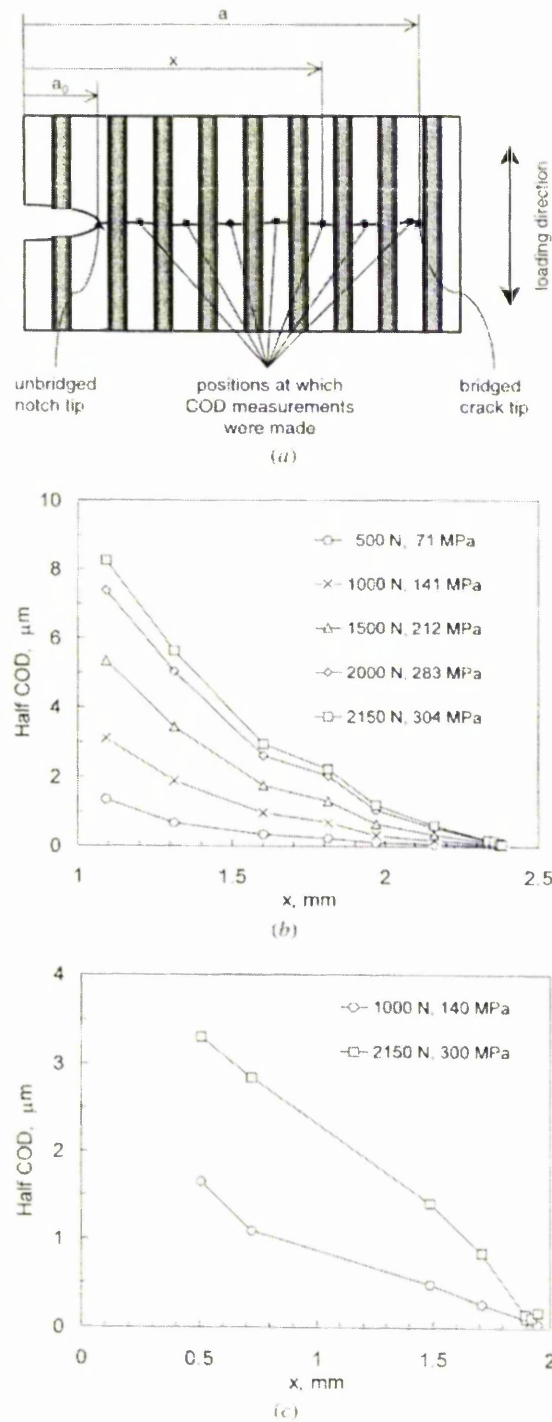 a
x
a₀
loading direction
unbridged notch tip
positions at which COD measurements were made
bridged crack tip
(a)
10
8
6
4
2
0
Half COD, μm
500 N, 71 MPa
1000 N, 141 MPa
1500 N, 212 MPa
2000 N, 283 MPa
2150 N, 304 MPa
1 1.5 2 2.5
x, mm
(b)
4
3
2
1
0
Half COD, μm
1000 N, 140 MPa
2150 N, 300 MPa
0 0.5 1 1.5 2
x, mm
(c)